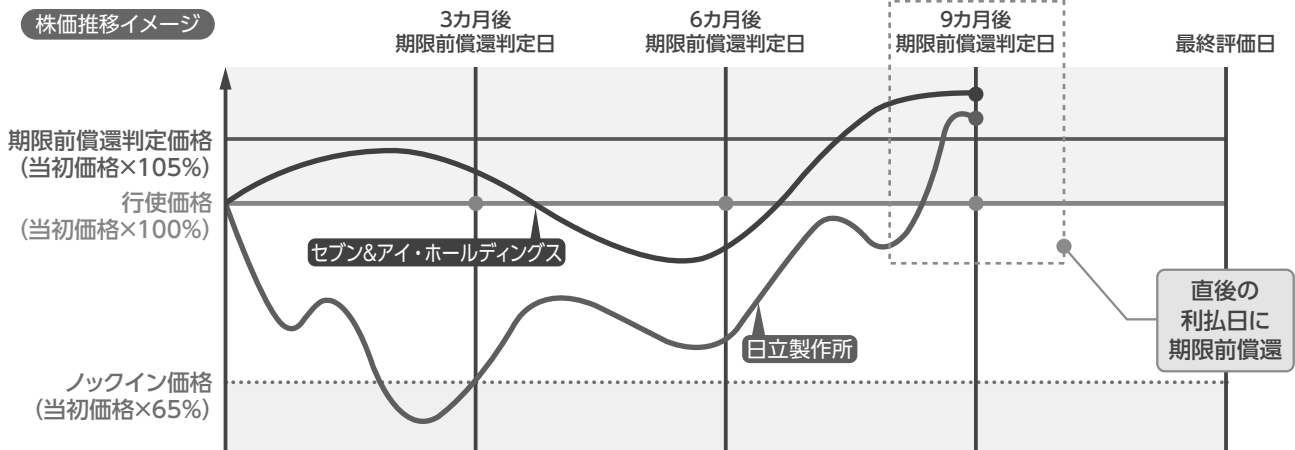 株価推移イメージ
3カ月後
期限前償還判定日
6カ月後
期限前償還判定日
9カ月後
期限前償還判定日
最終評価日
期限前償還判定価格
(当初価格×105%)
行使価格
(当初価格×100%)
セブン&アイ・ホールディングス
日立製作所
直後の
利払日に
期限前償還
ノックイン価格
(当初価格×65%)